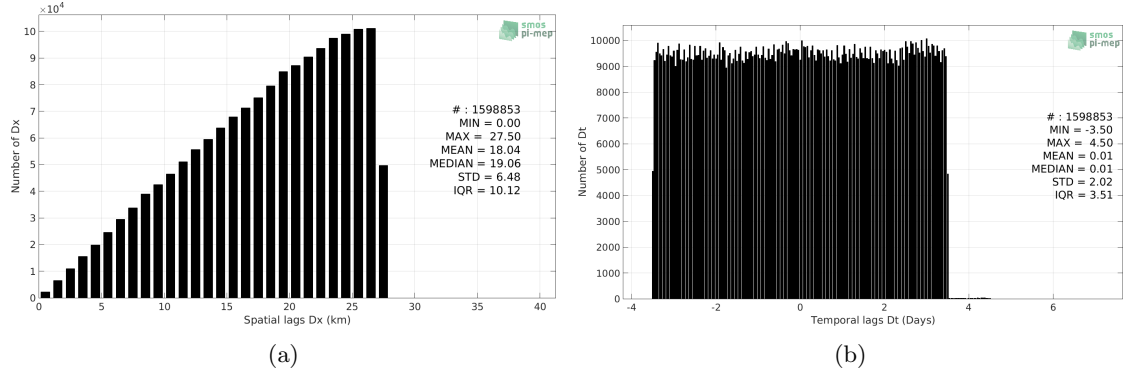 ×10⁴
10
9
8
7
6
5
4
3
2
1
0
Number of Dx
0 5 10 15 20 25 30 35 40
Spatial lags Dx (km)
smos
pi-mep
# : 1598853
MIN = 0.00
MAX = 27.50
MEAN = 18.04
MEDIAN = 19.06
STD = 6.48
IQR = 10.12
(a)
10000
9000
8000
7000
6000
5000
4000
3000
2000
1000
0
Number of Dt
-4 -2 0 2 4 6
Temporal lags Dt (Days)
smos
pi-mep
# : 1598853
MIN = -3.50
MAX = 4.50
MEAN = 0.01
MEDIAN = 0.01
STD = 2.02
IQR = 3.51
(b)